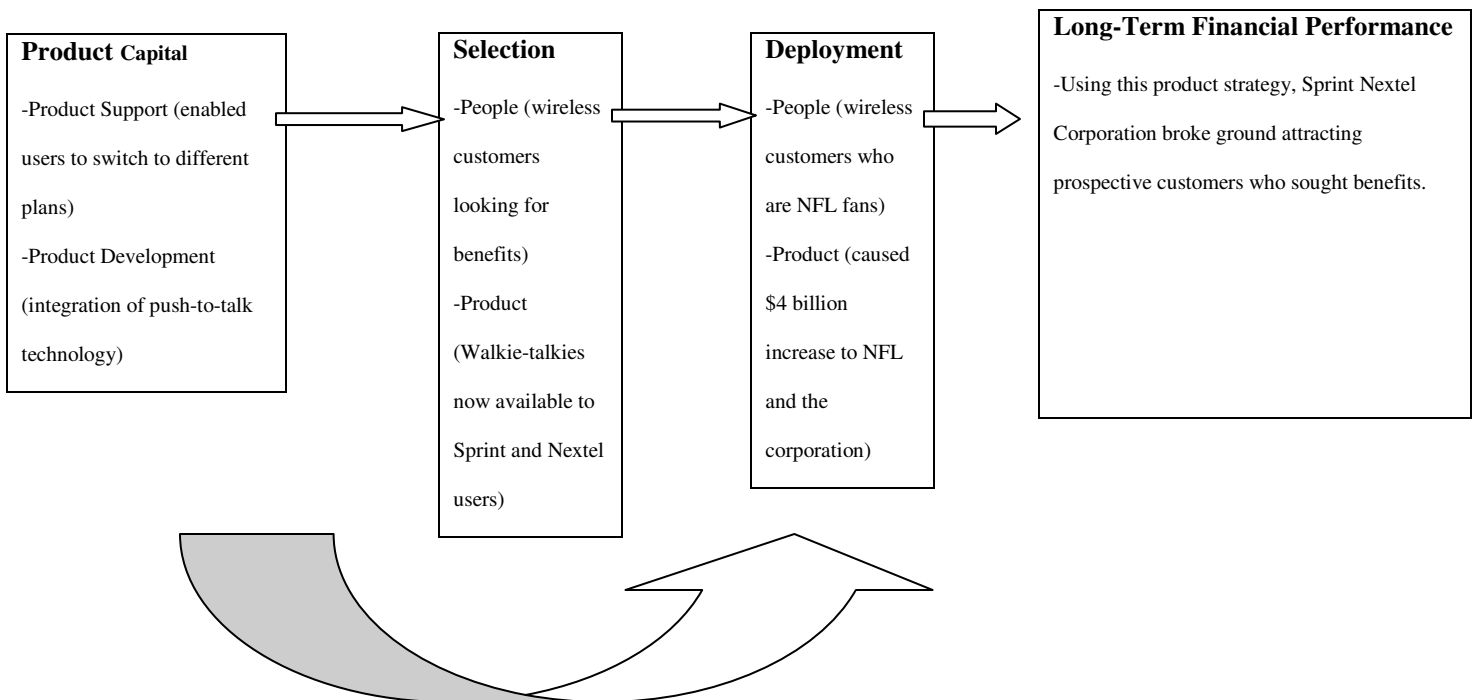 Product Capital
-Product Support (enabled
users to switch to different
plans)
-Product Development
(integration of push-to-talk
technology)
Selection
-People (wireless
customers
looking for
benefits)
-Product
(Walkie-talkies
now available to
Sprint and Nextel
users)
Deployment
-People (wireless
customers who
are NFL fans)
-Product (caused
$4 billion
increase to NFL
and the
corporation)
Long-Term Financial Performance
-Using this product strategy, Sprint Nextel
Corporation broke ground attracting
prospective customers who sought benefits.